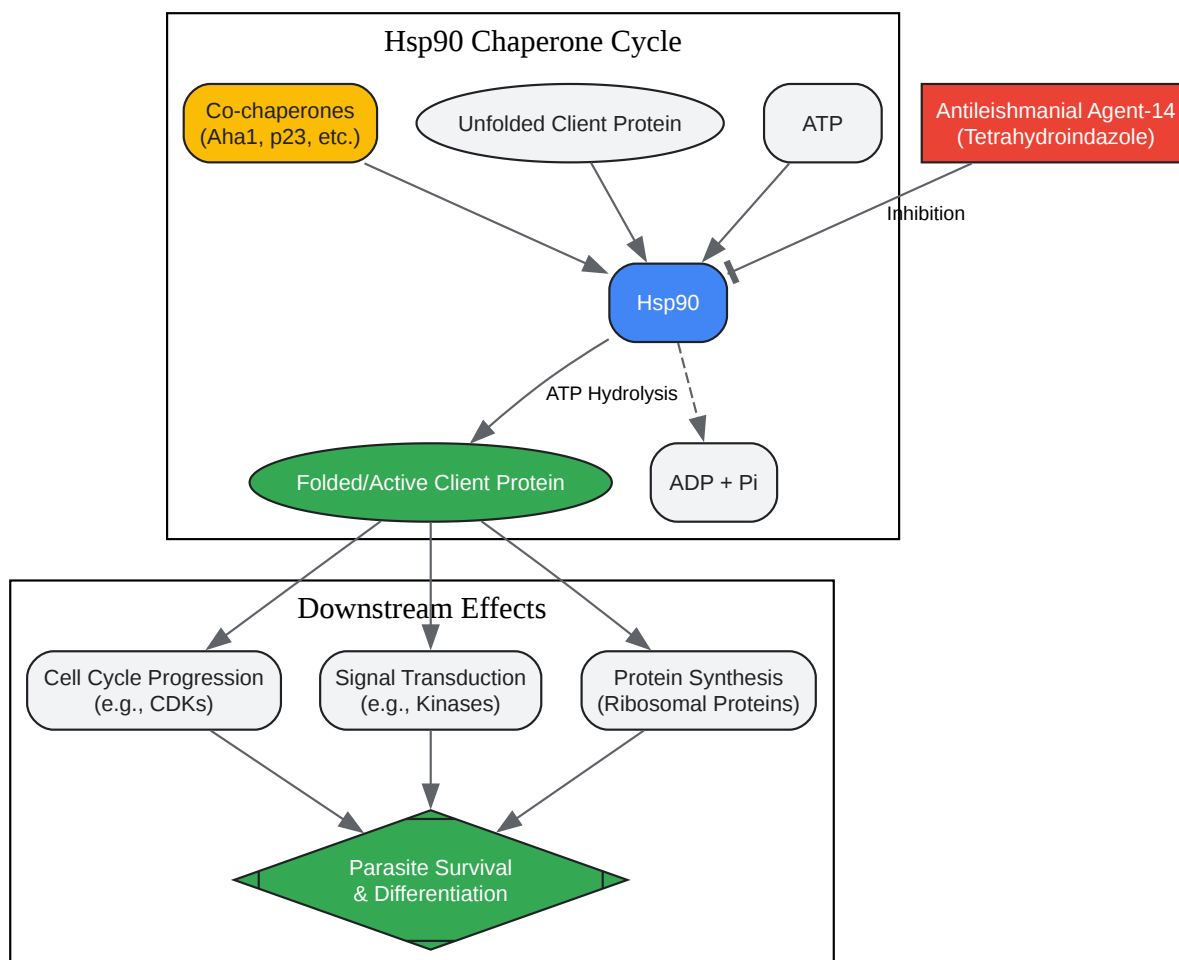 Hsp90 Chaperone Cycle
Co-chaperones
(Aha1, p23, etc.)
Unfolded Client Protein
ATP
Antileishmanial Agent-14
(Tetrahydroindazole)
Inhibition
Hsp90
ATP Hydrolysis
Folded/Active Client Protein
ADP + Pi
Downstream Effects
Cell Cycle Progression
(e.g., CDKs)
Signal Transduction
(e.g., Kinases)
Protein Synthesis
(Ribosomal Proteins)
Parasite Survival
& Differentiation